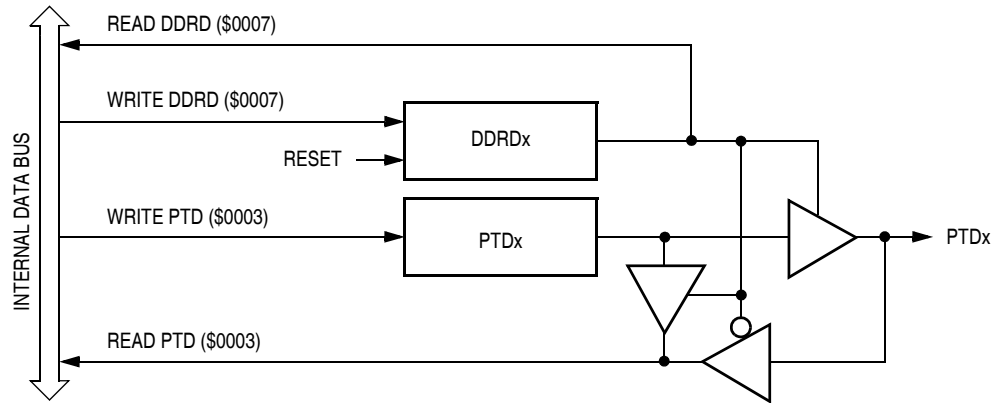 READ DDRD ($0007)
WRITE DDRD ($0007)
DDRDx
RESET
INTERNAL DATA BUS
WRITE PTD ($0003)
PTDx
PTDx
READ PTD ($0003)